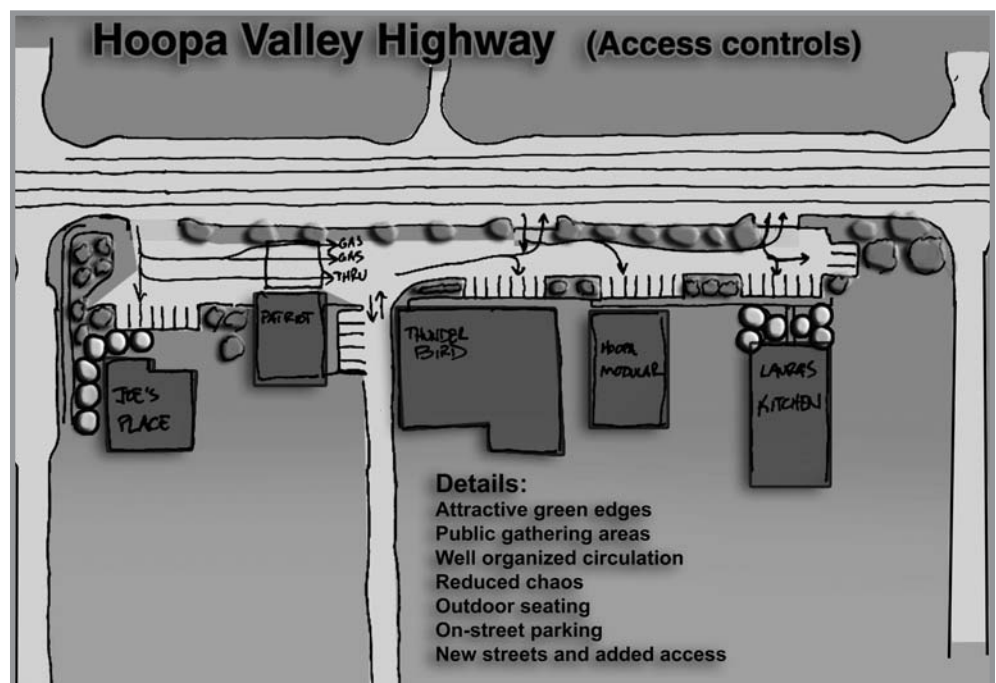 Hoopa Valley Highway (Access controls)
GAS
GAS
THRU
PATRIOT
THUNDER
BIRD
HOOPA
MODULAR
LAURAS
KITCHEN
JOE'S
PLACE
Details:
Attractive green edges
Public gathering areas
Well organized circulation
Reduced chaos
Outdoor seating
On-street parking
New streets and added access